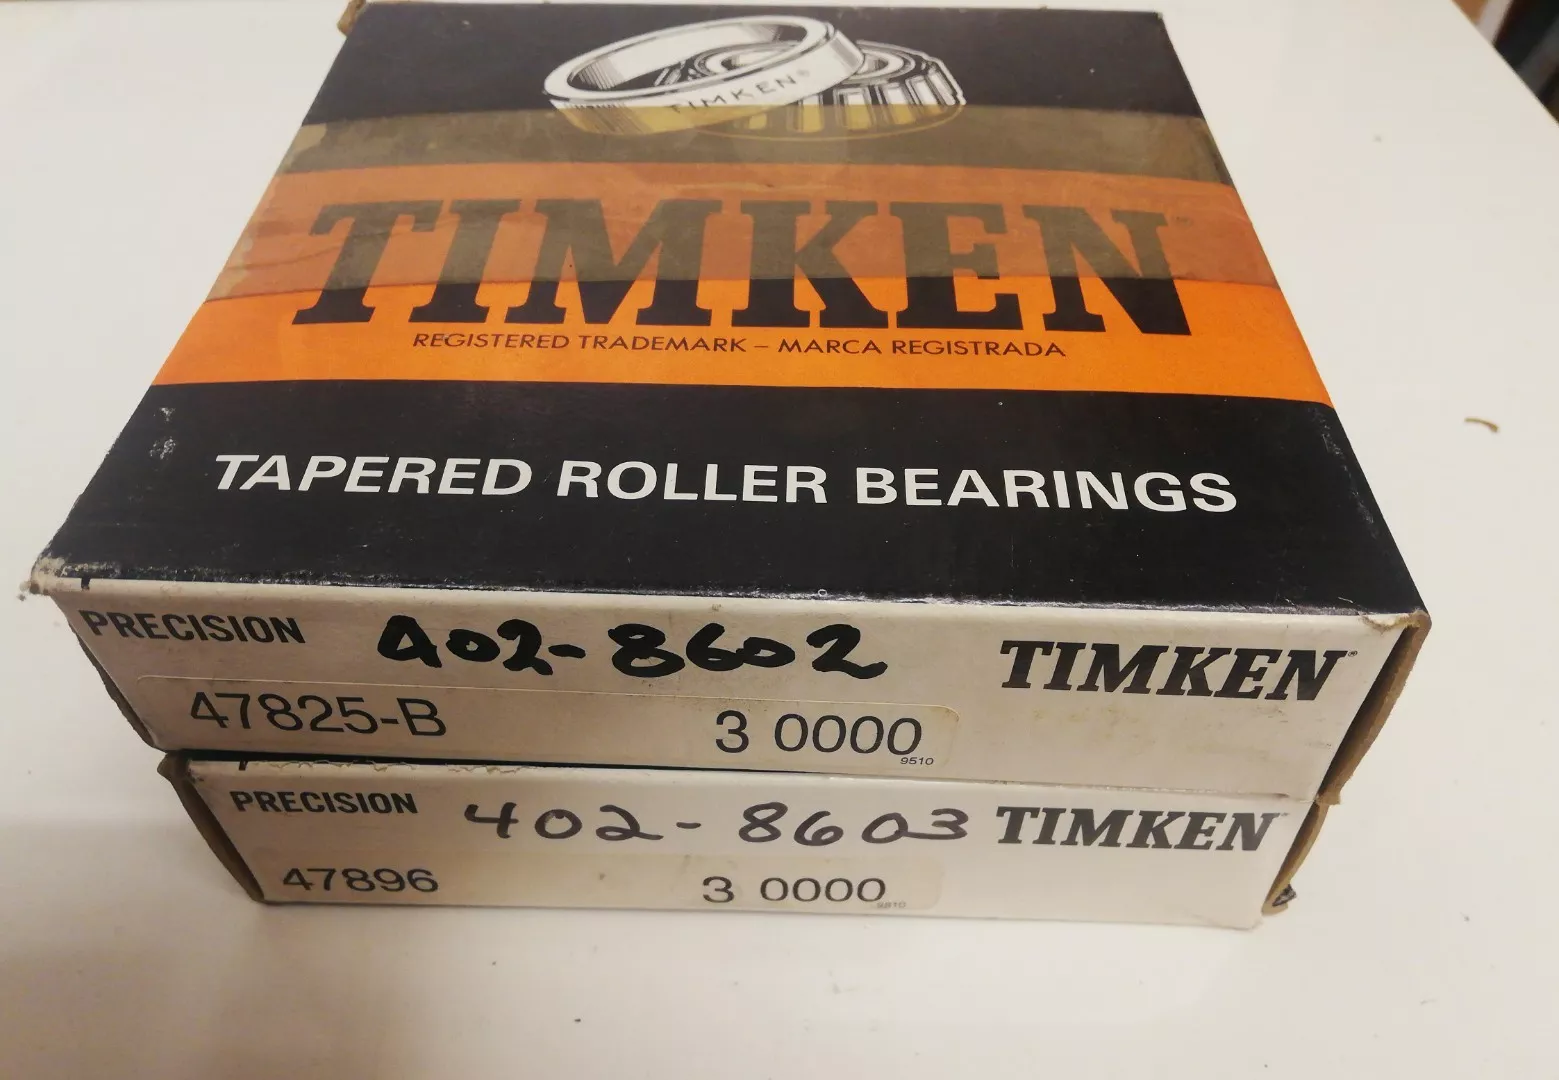 TIMKEN®
TIMKEN
REGISTERED TRADEMARK – MARCA REGISTRADA
TAPERED ROLLER BEARINGS
PRECISION 402-8602 TIMKEN®
47825-B 3 0000
9510
PRECISION 402-8603 TIMKEN
47896 3 0000